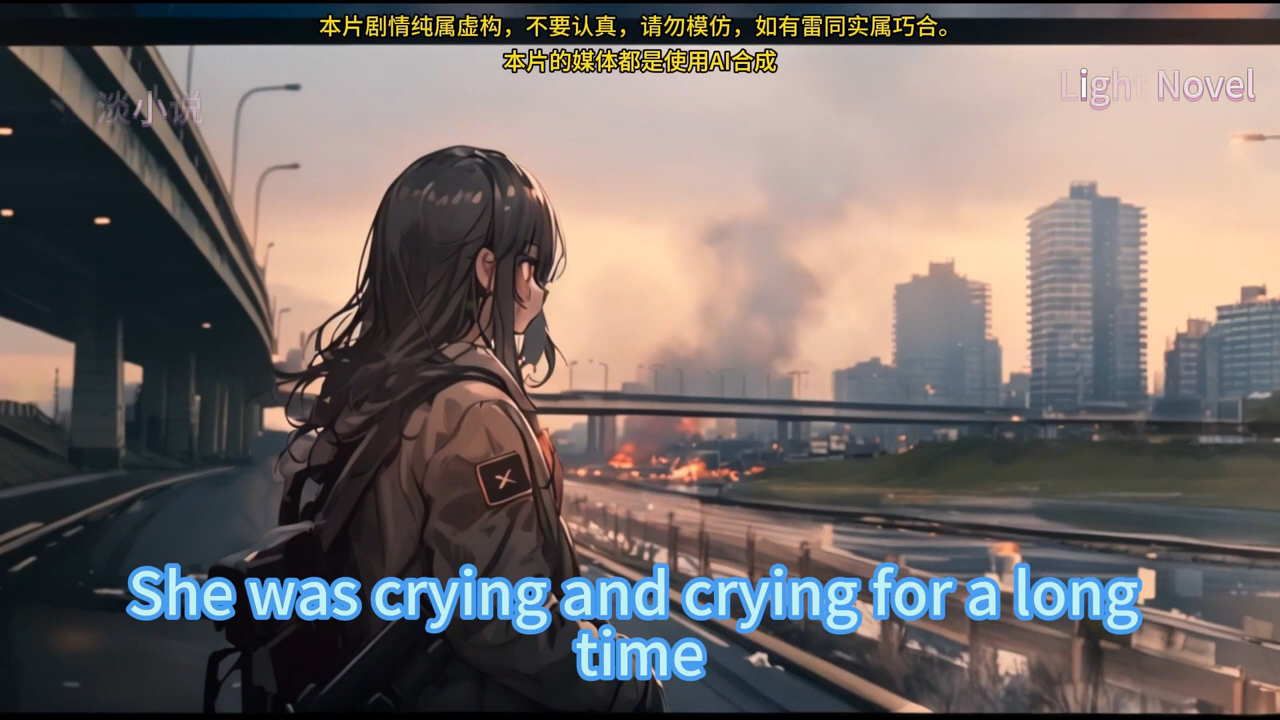 本片剧情纯属虚构，不要认真，请勿模仿，如有雷同实属巧合。
本片的媒体都是使用AI合成
淡小说
Light Novel
She was crying and crying for a long
time